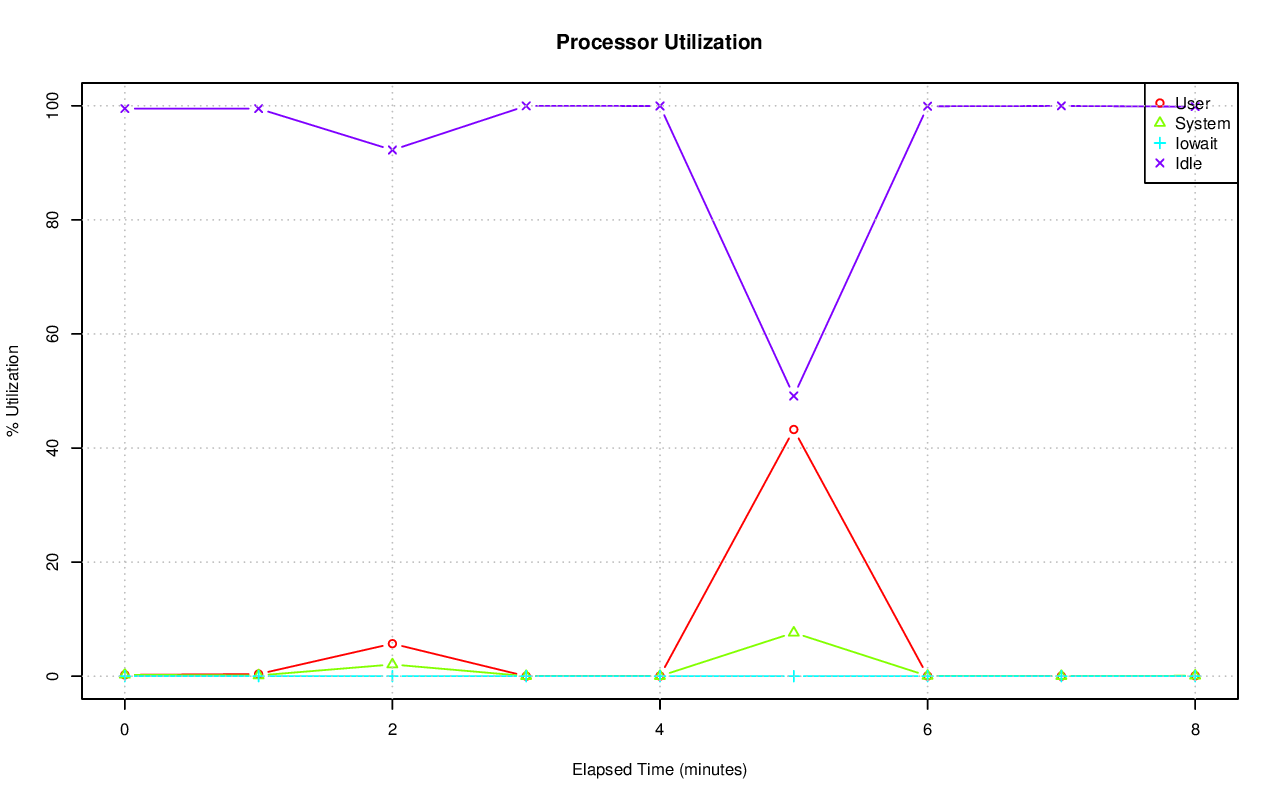 Processor Utilization
100
80
60
40
20
0
% Utilization
User
System
Iowait
Idle
0 2 4 6 8
Elapsed Time (minutes)